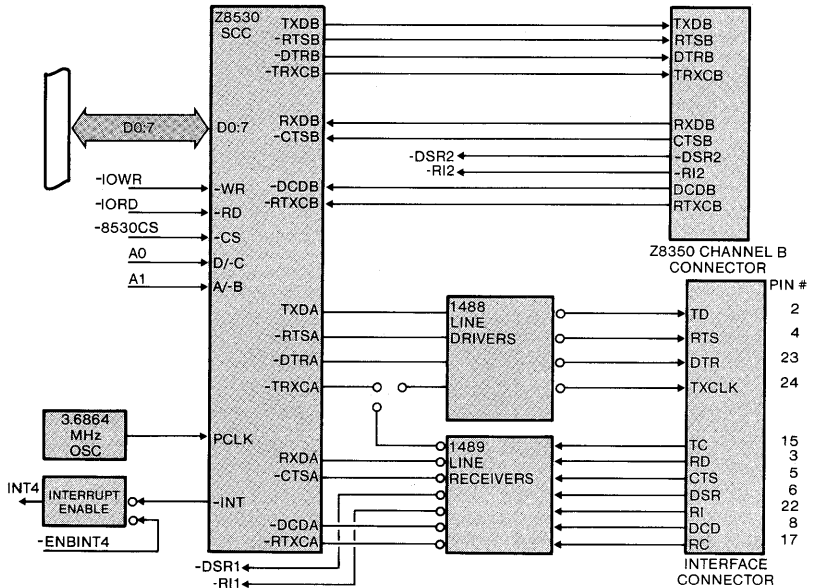 Z8530
SCC
TXDB
-RTSB
-DTRB
-TRXCB
RXDB
-CTSB
-DCDB
-RTXCB
TXDB
RTSB
DTRB
TRXCB
RXDB
CTSB
-DSR2
-RI2
DCDB
RTXCB
-DSR2
-RI2
Z8350 CHANNEL B
CONNECTOR
D0:7
D0:7
-IOWR
-WR
-IORD
-RD
-8530CS
-CS
A0
D/-C
A1
A/-B
TXDA
-RTSA
-DTRA
-TRXCA
1488
LINE
DRIVERS
PIN #
TD 2
RTS 4
DTR 23
TXCLK 24
3.6864
MHz
OSC
PCLK
RXDA
-CTSA
-DCDA
-RTXCA
1489
LINE
RECEIVERS
TC 15
RD 3
CTS 5
DSR 6
RI 22
DCD 8
RC 17
INT4
INTERRUPT
ENABLE
-INT
-ENBINT4
-DSR1
-RI1
INTERFACE
CONNECTOR